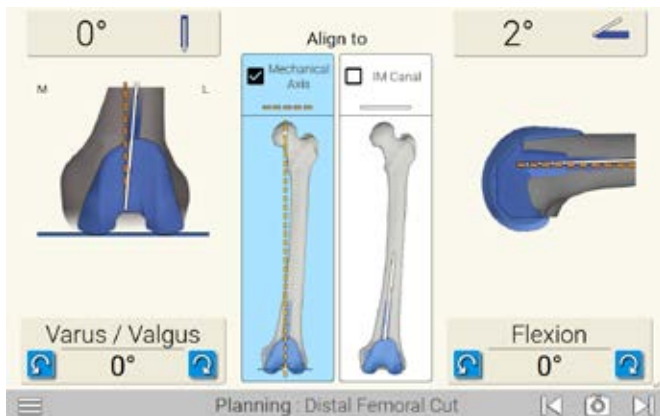 0°
Align to
2°
Mechanical Axis
IM Canal
M
L
Varus / Valgus
0°
Flexion
0°
Planning : Distal Femoral Cut